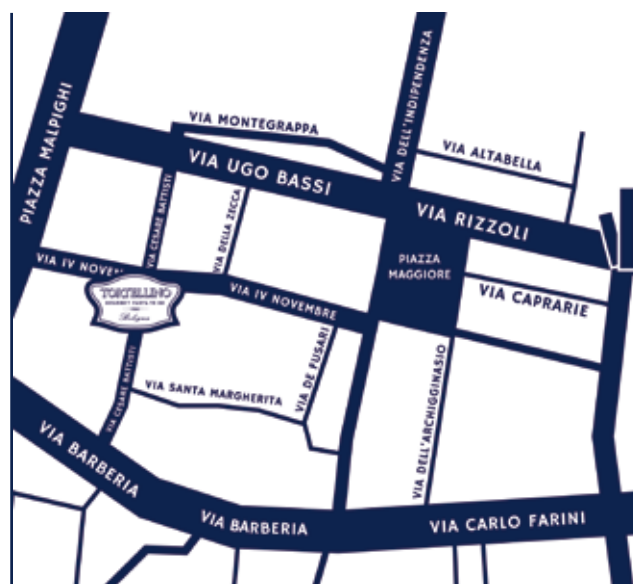 VIA MONTEGRAPPA
VIA DELL'INDIPENDENZA
PIAZZA MALPIGHI
VIA ALTABELLA
VIA UGO BASSI
VIA RIZZOLI
VIA CESARE BATTISTI
VIA DELLA ZECCA
PIAZZA
MAGGIORE
VIA IV NOVE
VIA IV NOVEMBRE
VIA CAPRARIE
TORTELLINO
Bologna
VIA CESARE BATTISTI
VIA SANTA MARGHERITA
VIA DE FUSARI
VIA DELL'ARCHIGGINASIO
VIA BARBERIA
VIA BARBERIA
VIA CARLO FARINI